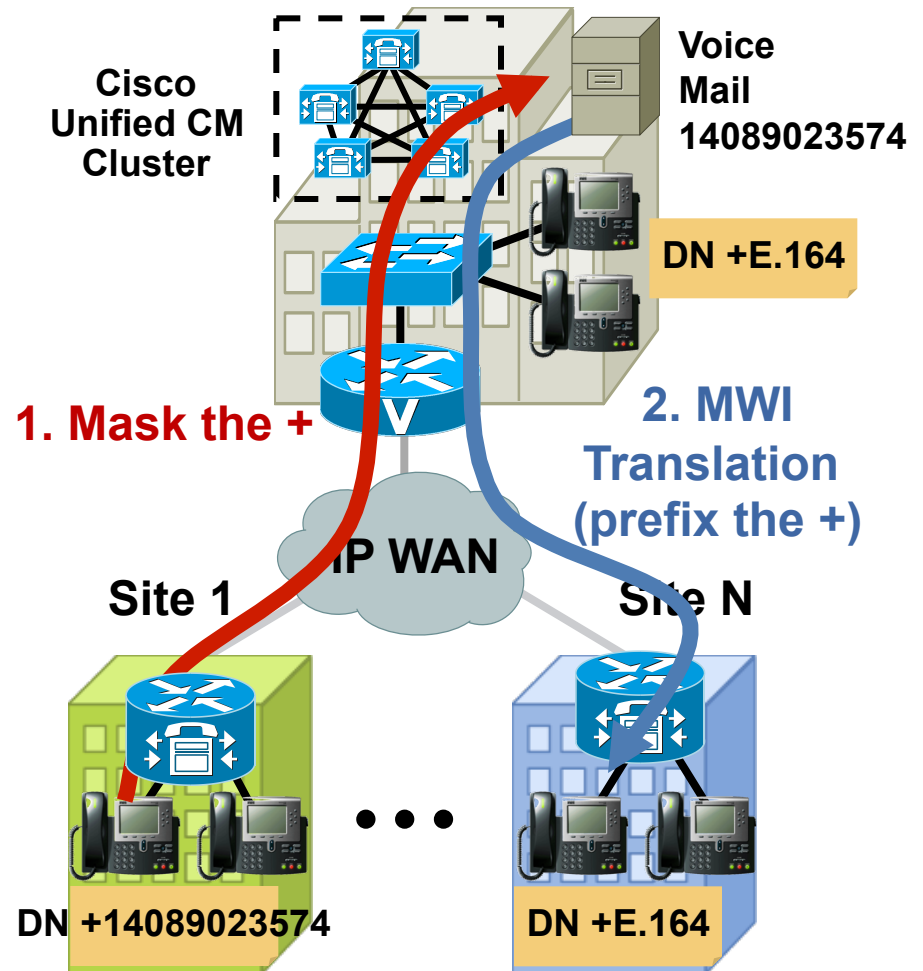 Cisco
Unified CM
Cluster
Voice
Mail
14089023574
DN +E.164
1. Mask the +
V
2. MWI
Translation
(prefix the +)
IP WAN
Site 1
Site N
DN +14089023574
DN +E.164